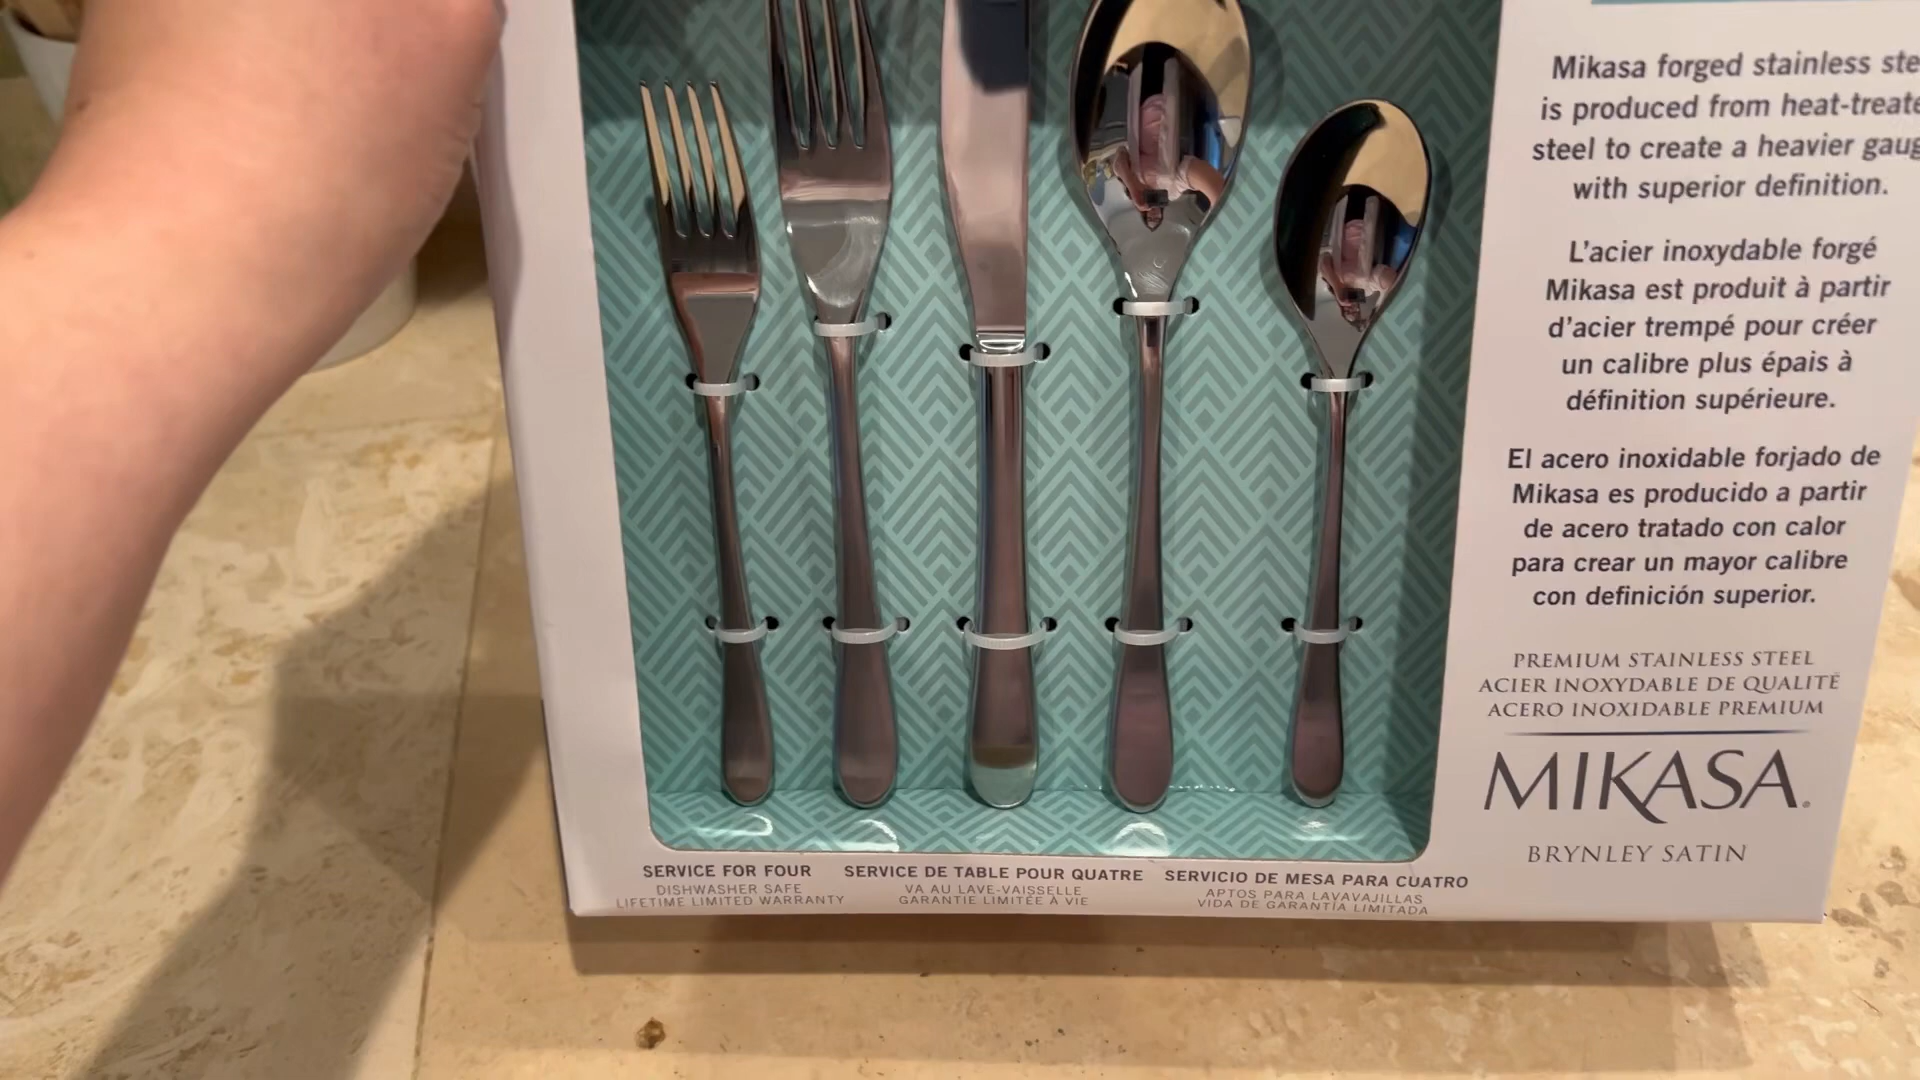 Mikasa forged stainless
is produced from
steel to create a heavier
with superior definition.
L'acier inoxydable forgé
Mikasa est produit à partir
d'acier trempé pour créer
un calibre plus épais à
définition supérieure.
El acero inoxidable forjado de
Mikasa es producido a partir
de acero tratado con calor
para crear un mayor calibre
con definición superior.
PREMIUM STAINLESS STEEL
ACIER INOXYDABLE DE QUALITÉ
ACERO INOXIDABLE PREMIUM
MIKASA
BRYNLEY SATIN
SERVICE FOR FOUR
DISHWASHER SAFE
LIFETIME LIMITED WARRANTY
SERVICE DE TABLE POUR QUATRE
VA AU LAVE-VAISSELLE
GARANTIE LIMITÉE À VIE
SERVICIO DE MESA PARA CUATRO
APTOS PARA LAVAVAJILLAS
VIDA DE GARANTÍA LIMITADA